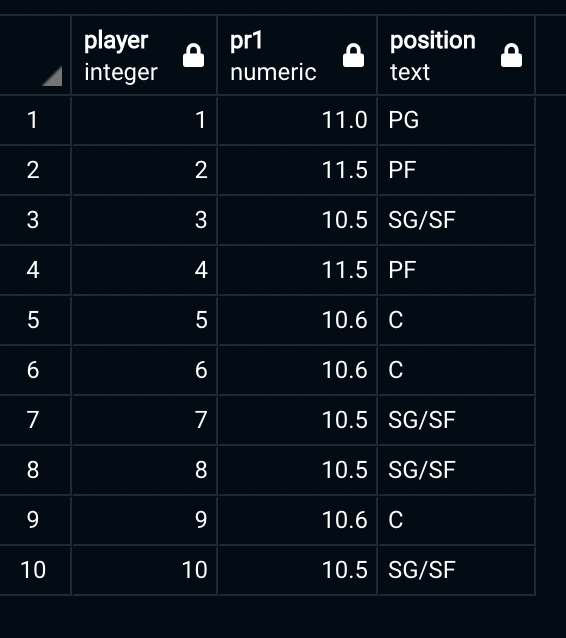 player pr1 position
integer numeric text
1 1 11.0 PG
2 2 11.5 PF
3 3 10.5 SG/SF
4 4 11.5 PF
5 5 10.6 C
6 6 10.6 C
7 7 10.5 SG/SF
8 8 10.5 SG/SF
9 9 10.6 C
10 10 10.5 SG/SF